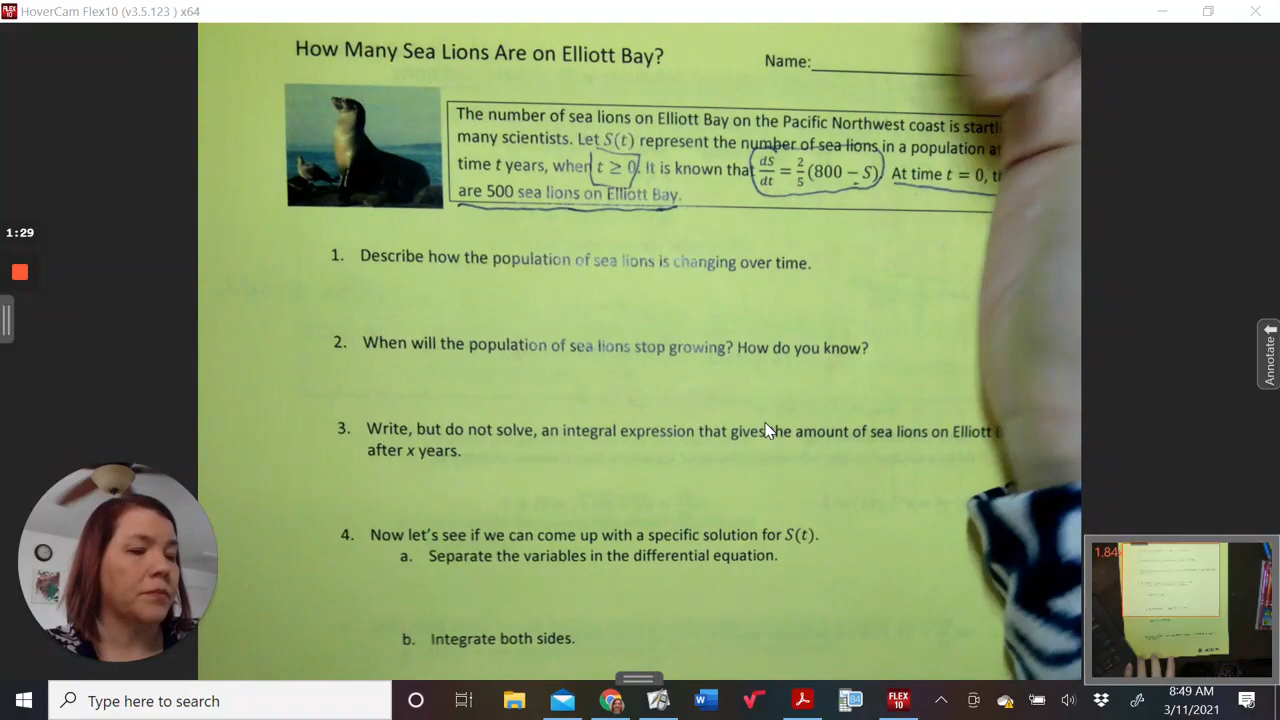 HoverCam Flex10 (v3.5.123 ) x64
How Many Sea Lions Are on Elliott Bay?
Name:
The number of sea lions on Elliott Bay on the Pacific Northwest coast is
many scientists. Let S(t) represent the number of sea lions in a population
time t years, when t ≥ 0. It is known that dS/dt = 2/5 (800 − S). At time t = 0,
are 500 sea lions on Elliott Bay.
1:29
1. Describe how the population of sea lions is changing over time.
2. When will the population of sea lions stop growing? How do you know?
3. Write, but do not solve, an integral expression that gives the amount of sea lions on Elliott
after x years.
4. Now let's see if we can come up with a specific solution for S(t).
a. Separate the variables in the differential equation.
b. Integrate both sides.
Annotate
1.84x
Type here to search
FLEX
10
8:49 AM
3/11/2021